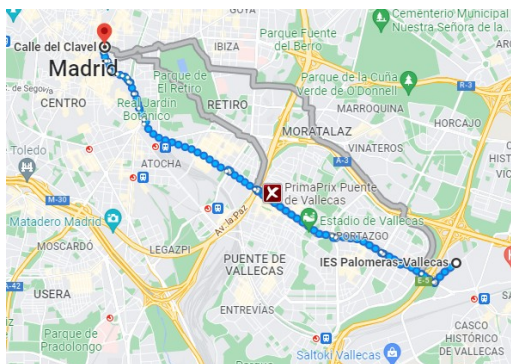 GOYA
Cementerio Municipal
Nuestra Señora de la...
Calle del Clavel
Madrid
IBIZA
Parque Fuente
del Berro
Parque de la Cuña
Verde de O'Donnell
R-3
Parque de
El Retiro
CENTRO
Real Jardín
Botánico
RETIRO
MARROQUINA
HORCAJO
MORATALAZ
VINATEROS
Toledo
ATOCHA
A-3
M-30
PrimaPrix Puente
de Vallecas
Matadero Madrid
Av. la Paz
Estadio de Vallecas
PORTAZGO
MOSCARDÓ
LEGAZPI
PUENTE DE
VALLECAS
IES Palomeras-Vallecas
A-42
USERA
ENTREVÍAS
CASCO
HISTÓRICO
DE VALLECAS
Parque de
Pradolongo
Saltoki Vallecas
Parque